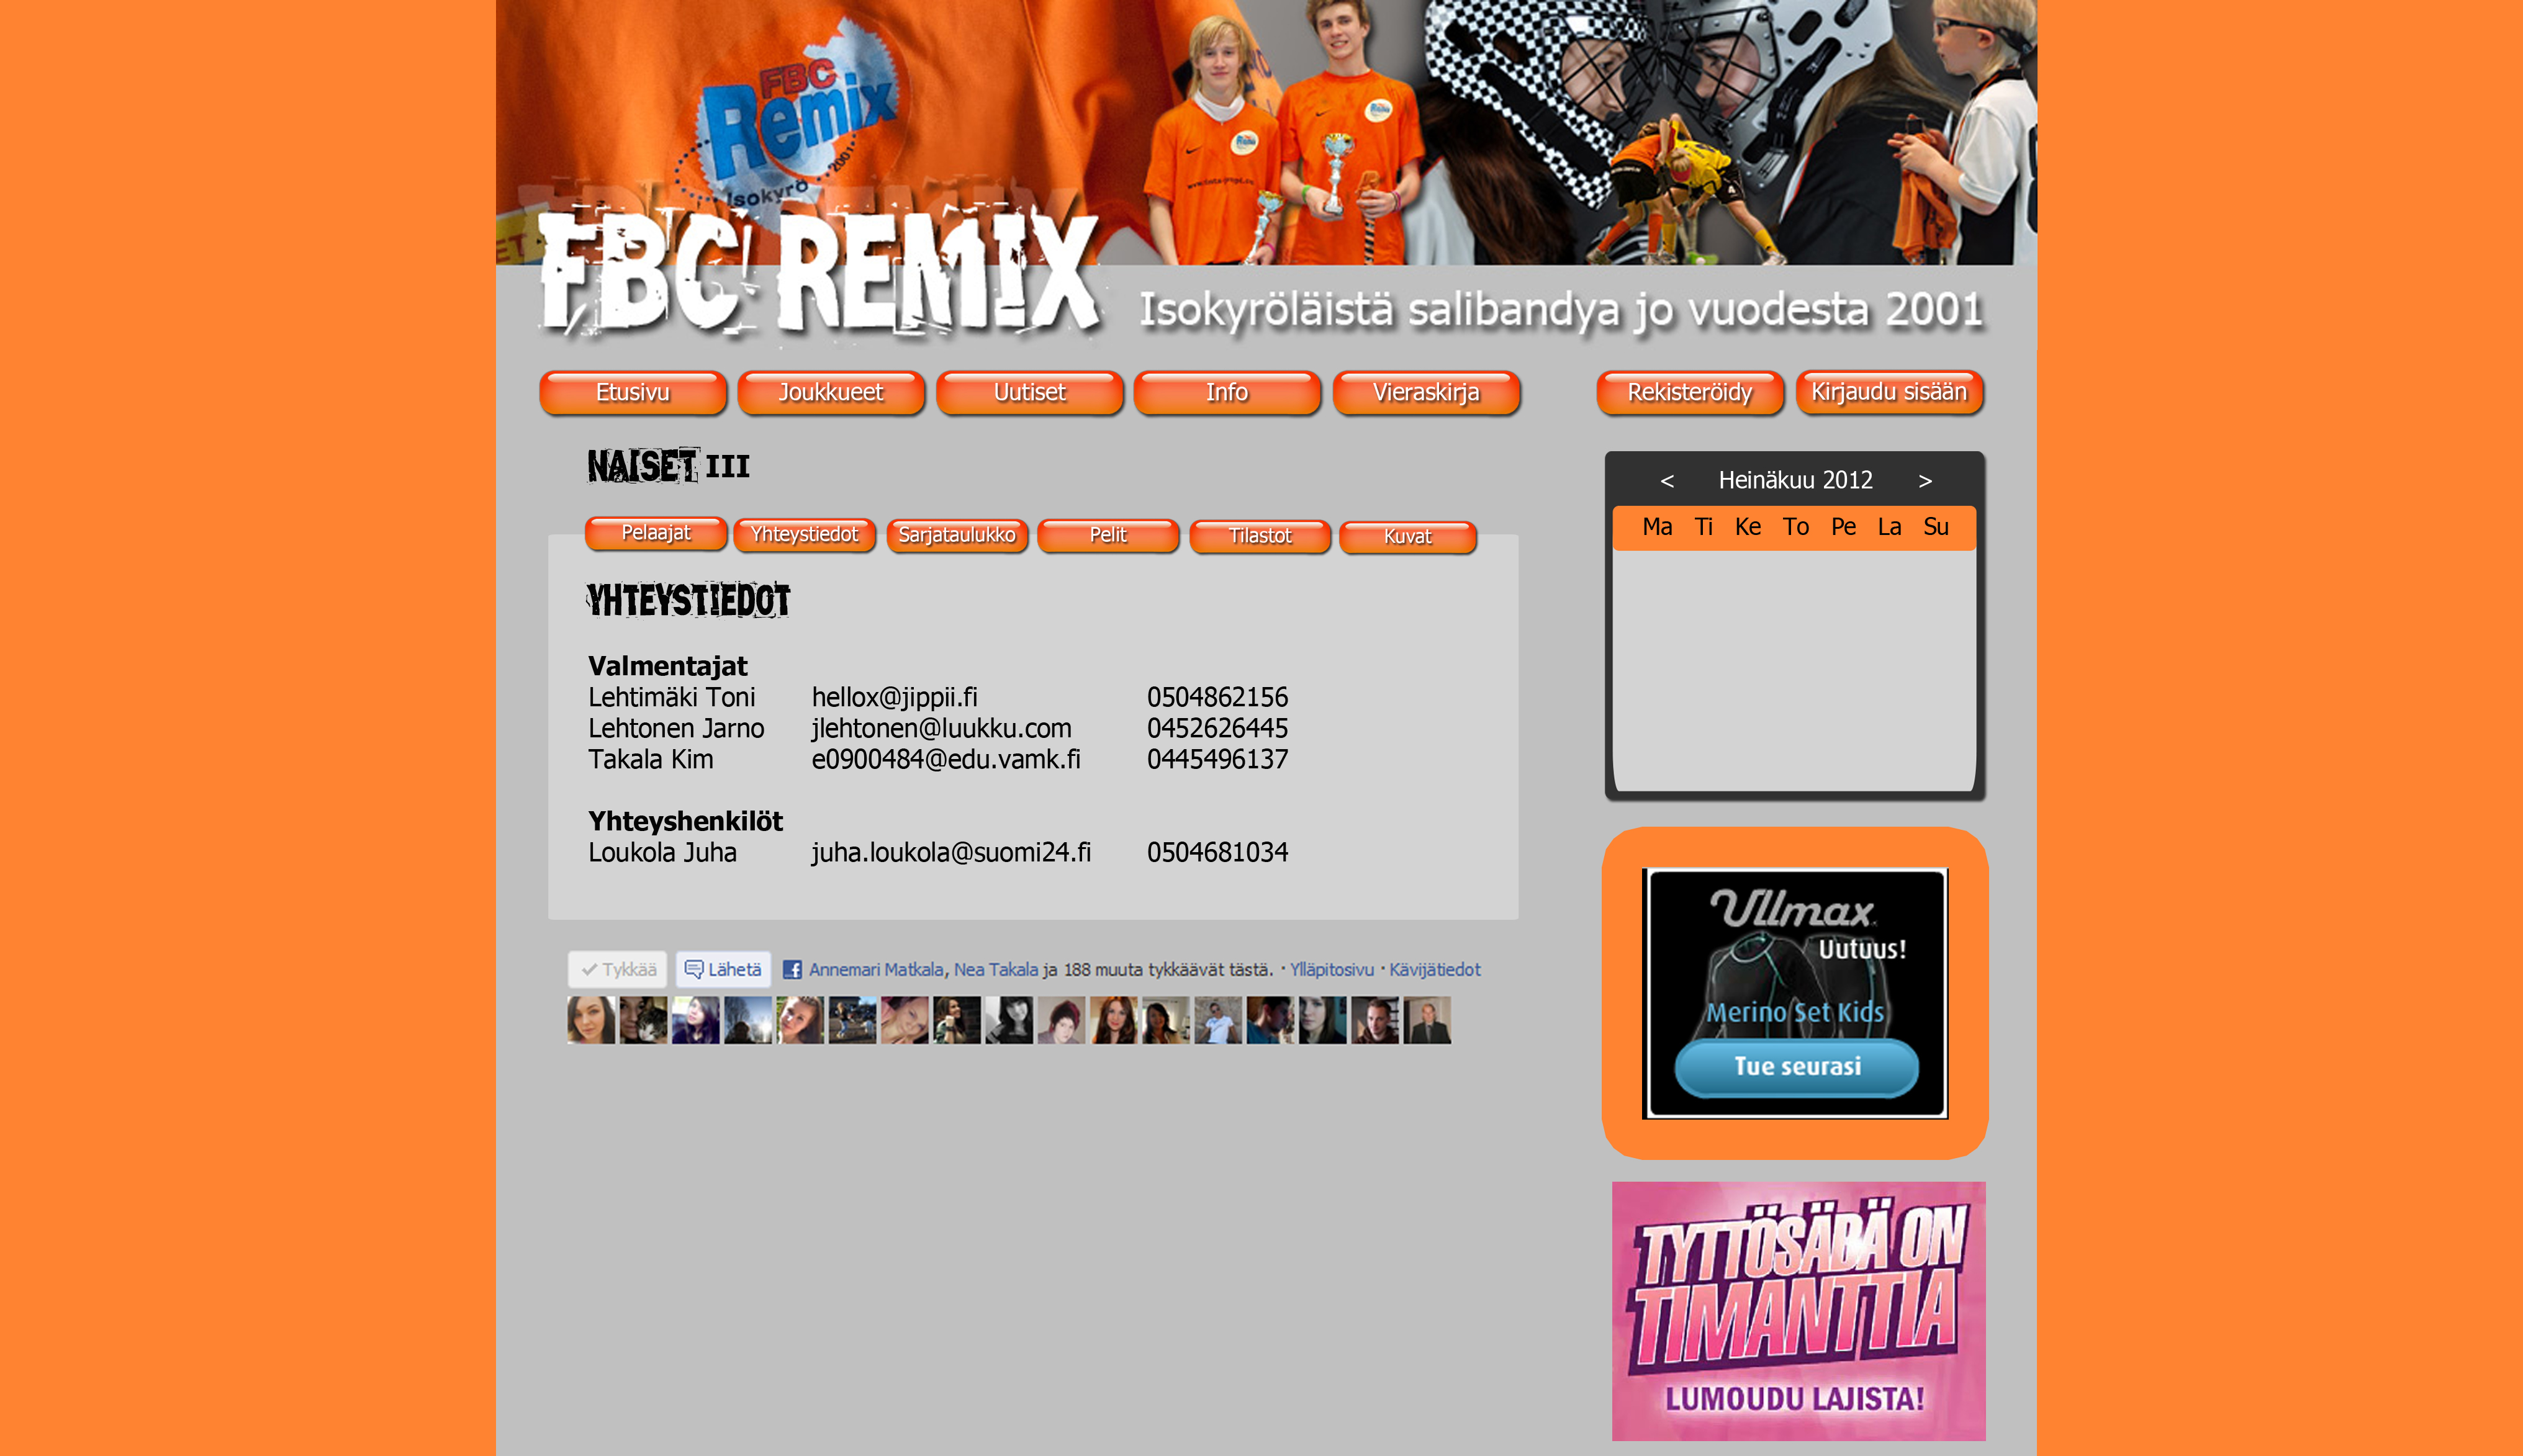 FBC
Remix
Isokyrö ..2001
FBC REMIX
Isokyröläistä salibandya jo vuodesta 2001
Etusivu Joukkueet Uutiset Info Vieraskirja Rekisteröidy Kirjaudu sisään
NAISET III
Pelaajat Yhteystiedot Sarjataulukko Pelit Tilastot Kuvat
YHTEYSTIEDOT
Valmentajat
Lehtimäki Toni hellox@jippii.fi 0504862156
Lehtonen Jarno jlehtonen@luukku.com 0452626445
Takala Kim e0900484@edu.vamk.fi 0445496137
Yhteyshenkilöt
Loukola Juha juha.loukola@suomi24.fi 0504681034
Tykkää Lähetä Annemari Matkala, Nea Takala ja 188 muuta tykkäävät tästä. · Ylläpitosivu · Kävijätiedot
< Heinäkuu 2012 >
Ma Ti Ke To Pe La Su
Ullmax
Uutuus!
Merino Set Kids
Tue seurasi
TYTTÖSÄBÄ ON
TIMANTTIA
LUMOUDU LAJISTA!